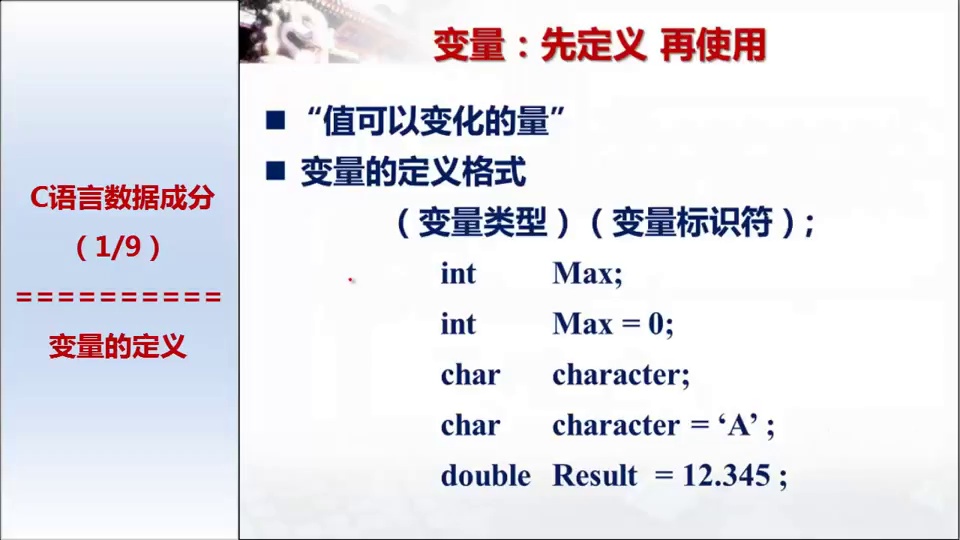 变量：先定义 再使用
C语言数据成分
（1/9）
==========
变量的定义
■ “值可以变化的量”
■ 变量的定义格式
（变量类型）（变量标识符）;
int Max;
int Max = 0;
char character;
char character = ‘A’ ;
double Result = 12.345 ;